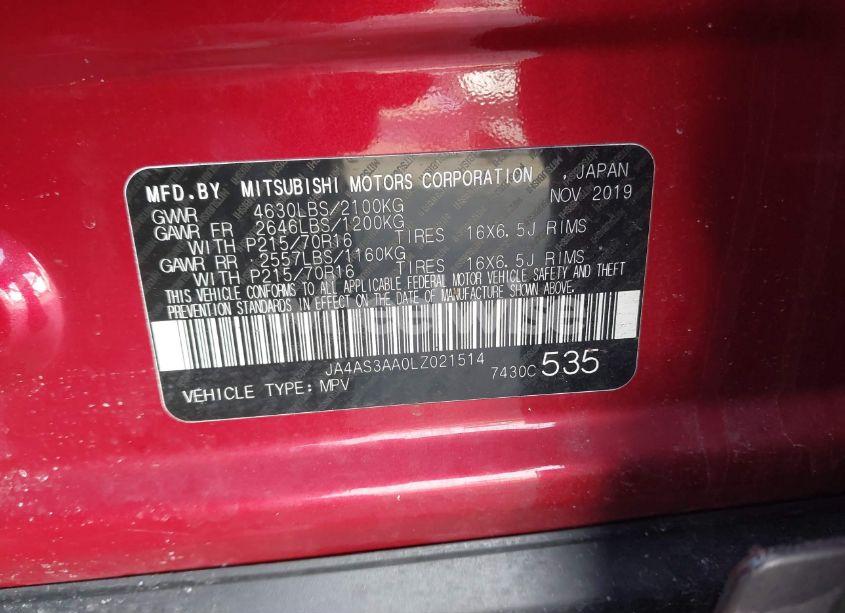 MFD.BY MITSUBISHI MOTORS CORPORATION , JAPAN
NOV 2019
GVWR 4630LBS/2100KG
GAWR FR 2646LBS/1200KG
WITH P215/70R16 TIRES 16X6.5J RIMS
GAWR RR 2557LBS/1160KG
WITH P215/70R16 TIRES 16X6.5J RIMS
THIS VEHICLE CONFORMS TO ALL APPLICABLE FEDERAL MOTOR VEHICLE SAFETY AND THEFT
PREVENTION STANDARDS IN EFFECT ON THE DATE OF MANUFACTURE SHOWN ABOVE.
JA4AS3AA0LZ021514 7430C 535
VEHICLE TYPE: MPV